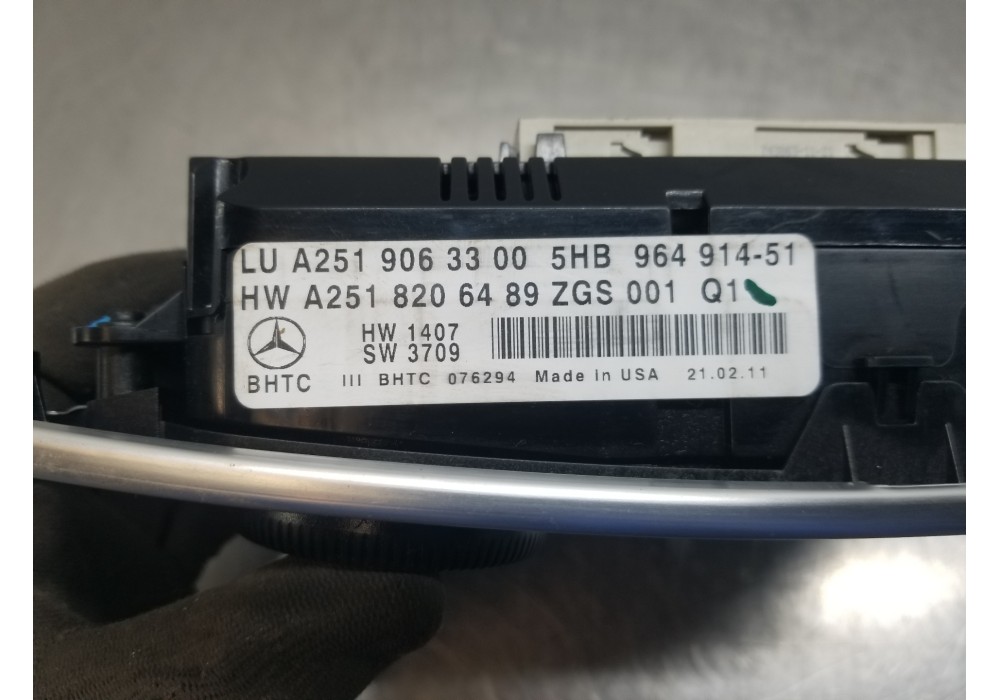 LU A251 906 33 00 5HB 964 914-51
HW A251 820 64 89 ZGS 001 Q1
HW 1407
SW 3709
BHTC III BHTC 076294 Made in USA 21.02.11